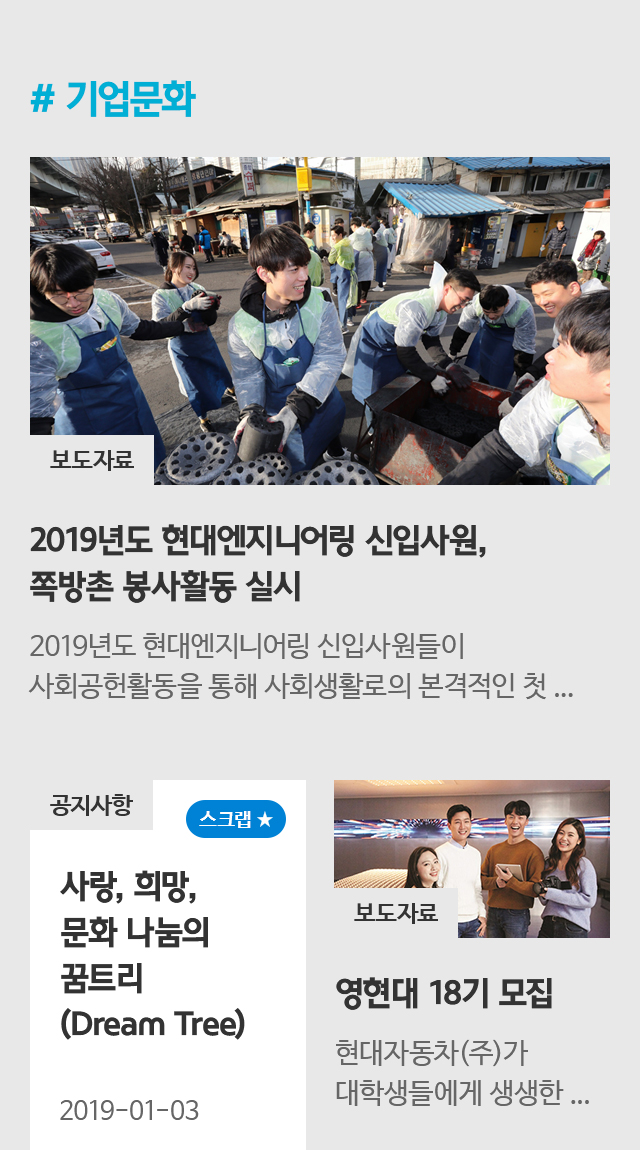 # 기업문화
보도자료
2019년도 현대엔지니어링 신입사원,
쪽방촌 봉사활동 실시
2019년도 현대엔지니어링 신입사원들이
사회공헌활동을 통해 사회생활로의 본격적인 첫 ...
공지사항
스크랩 ★
사랑, 희망,
문화 나눔의
꿈트리
(Dream Tree)
2019-01-03
보도자료
영현대 18기 모집
현대자동차(주)가
대학생들에게 생생한 ...